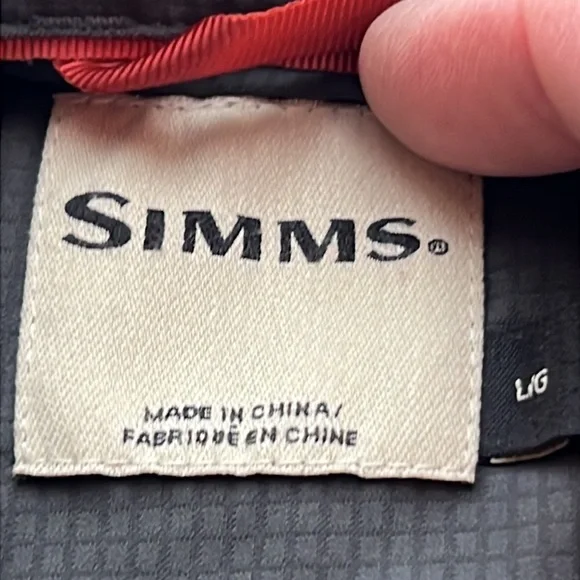 SIMMS®
MADE IN CHINA/
FABRIQUÉ EN CHINE
L/G